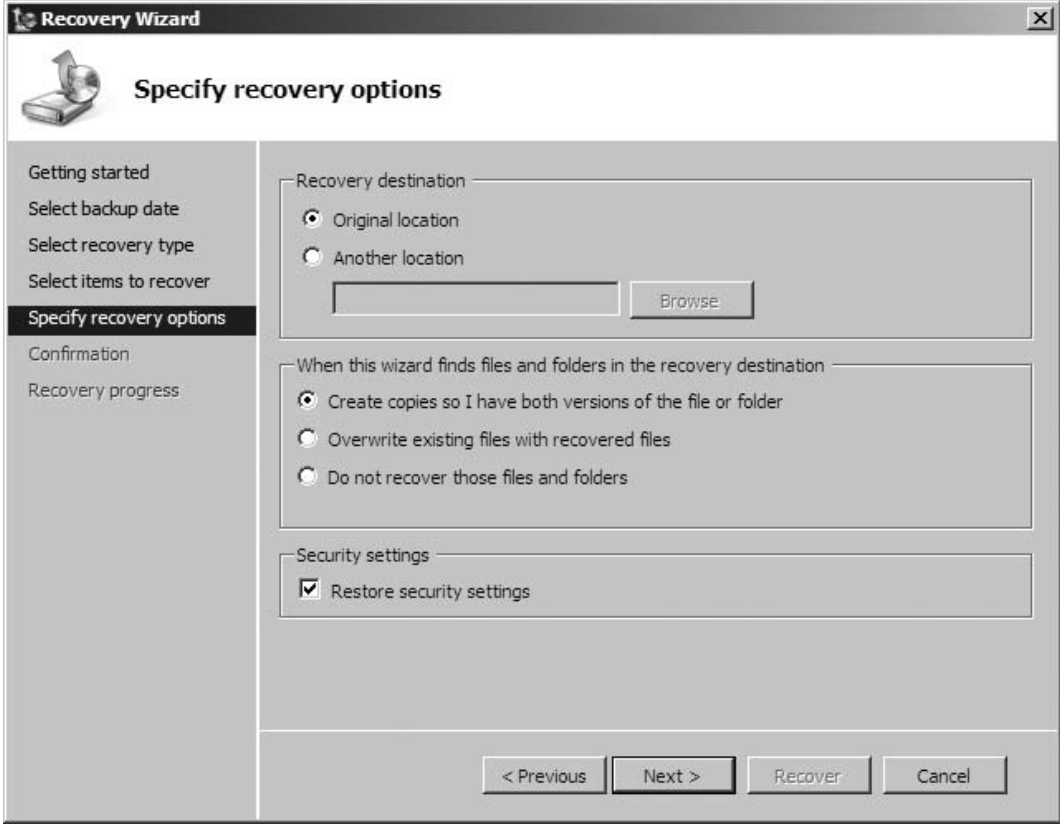 Recovery Wizard
Specify recovery options
Getting started
Select backup date
Select recovery type
Select items to recover
Specify recovery options
Confirmation
Recovery progress
Recovery destination
Original location
Another location
Browse
When this wizard finds files and folders in the recovery destination
Create copies so I have both versions of the file or folder
Overwrite existing files with recovered files
Do not recover those files and folders
Security settings
Restore security settings
< Previous
Next >
Recover
Cancel